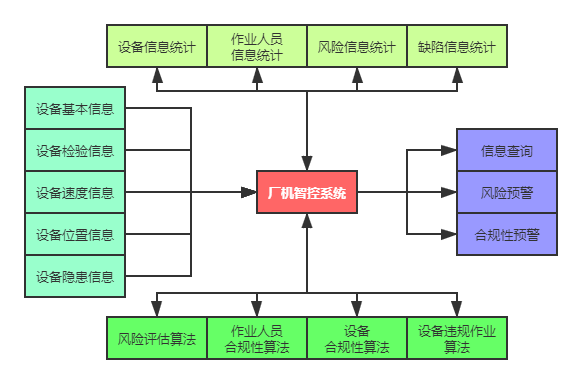 设备信息统计
作业人员
信息统计
风险信息统计
缺陷信息统计
设备基本信息
设备检验信息
设备速度信息
设备位置信息
设备隐患信息
厂机智控系统
信息查询
风险预警
合规性预警
风险评估算法
作业人员
合规性算法
设备
合规性算法
设备违规作业
算法